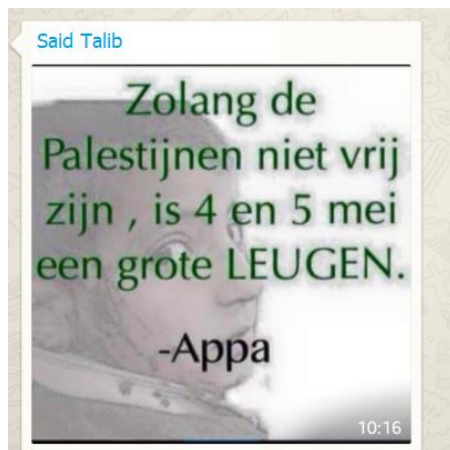 Said Talib
Zolang de
Palestijnen niet vrij
zijn , is 4 en 5 mei
een grote LEUGEN.
-Appa
10:16